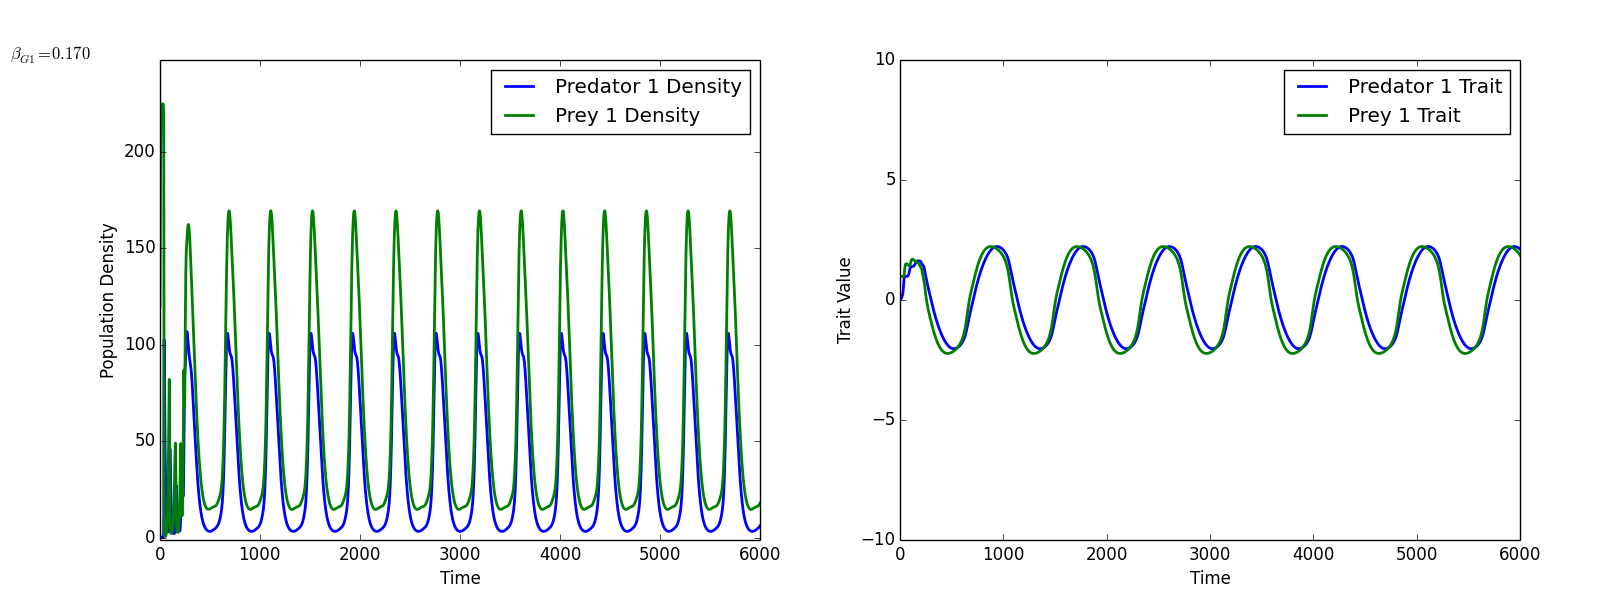 β_G1=0.170
Predator 1 Density
Prey 1 Density
200
150
100
50
0
Population Density
0 1000 2000 3000 4000 5000 6000
Time
Predator 1 Trait
Prey 1 Trait
10
5
0
−5
−10
Trait Value
0 1000 2000 3000 4000 5000 6000
Time